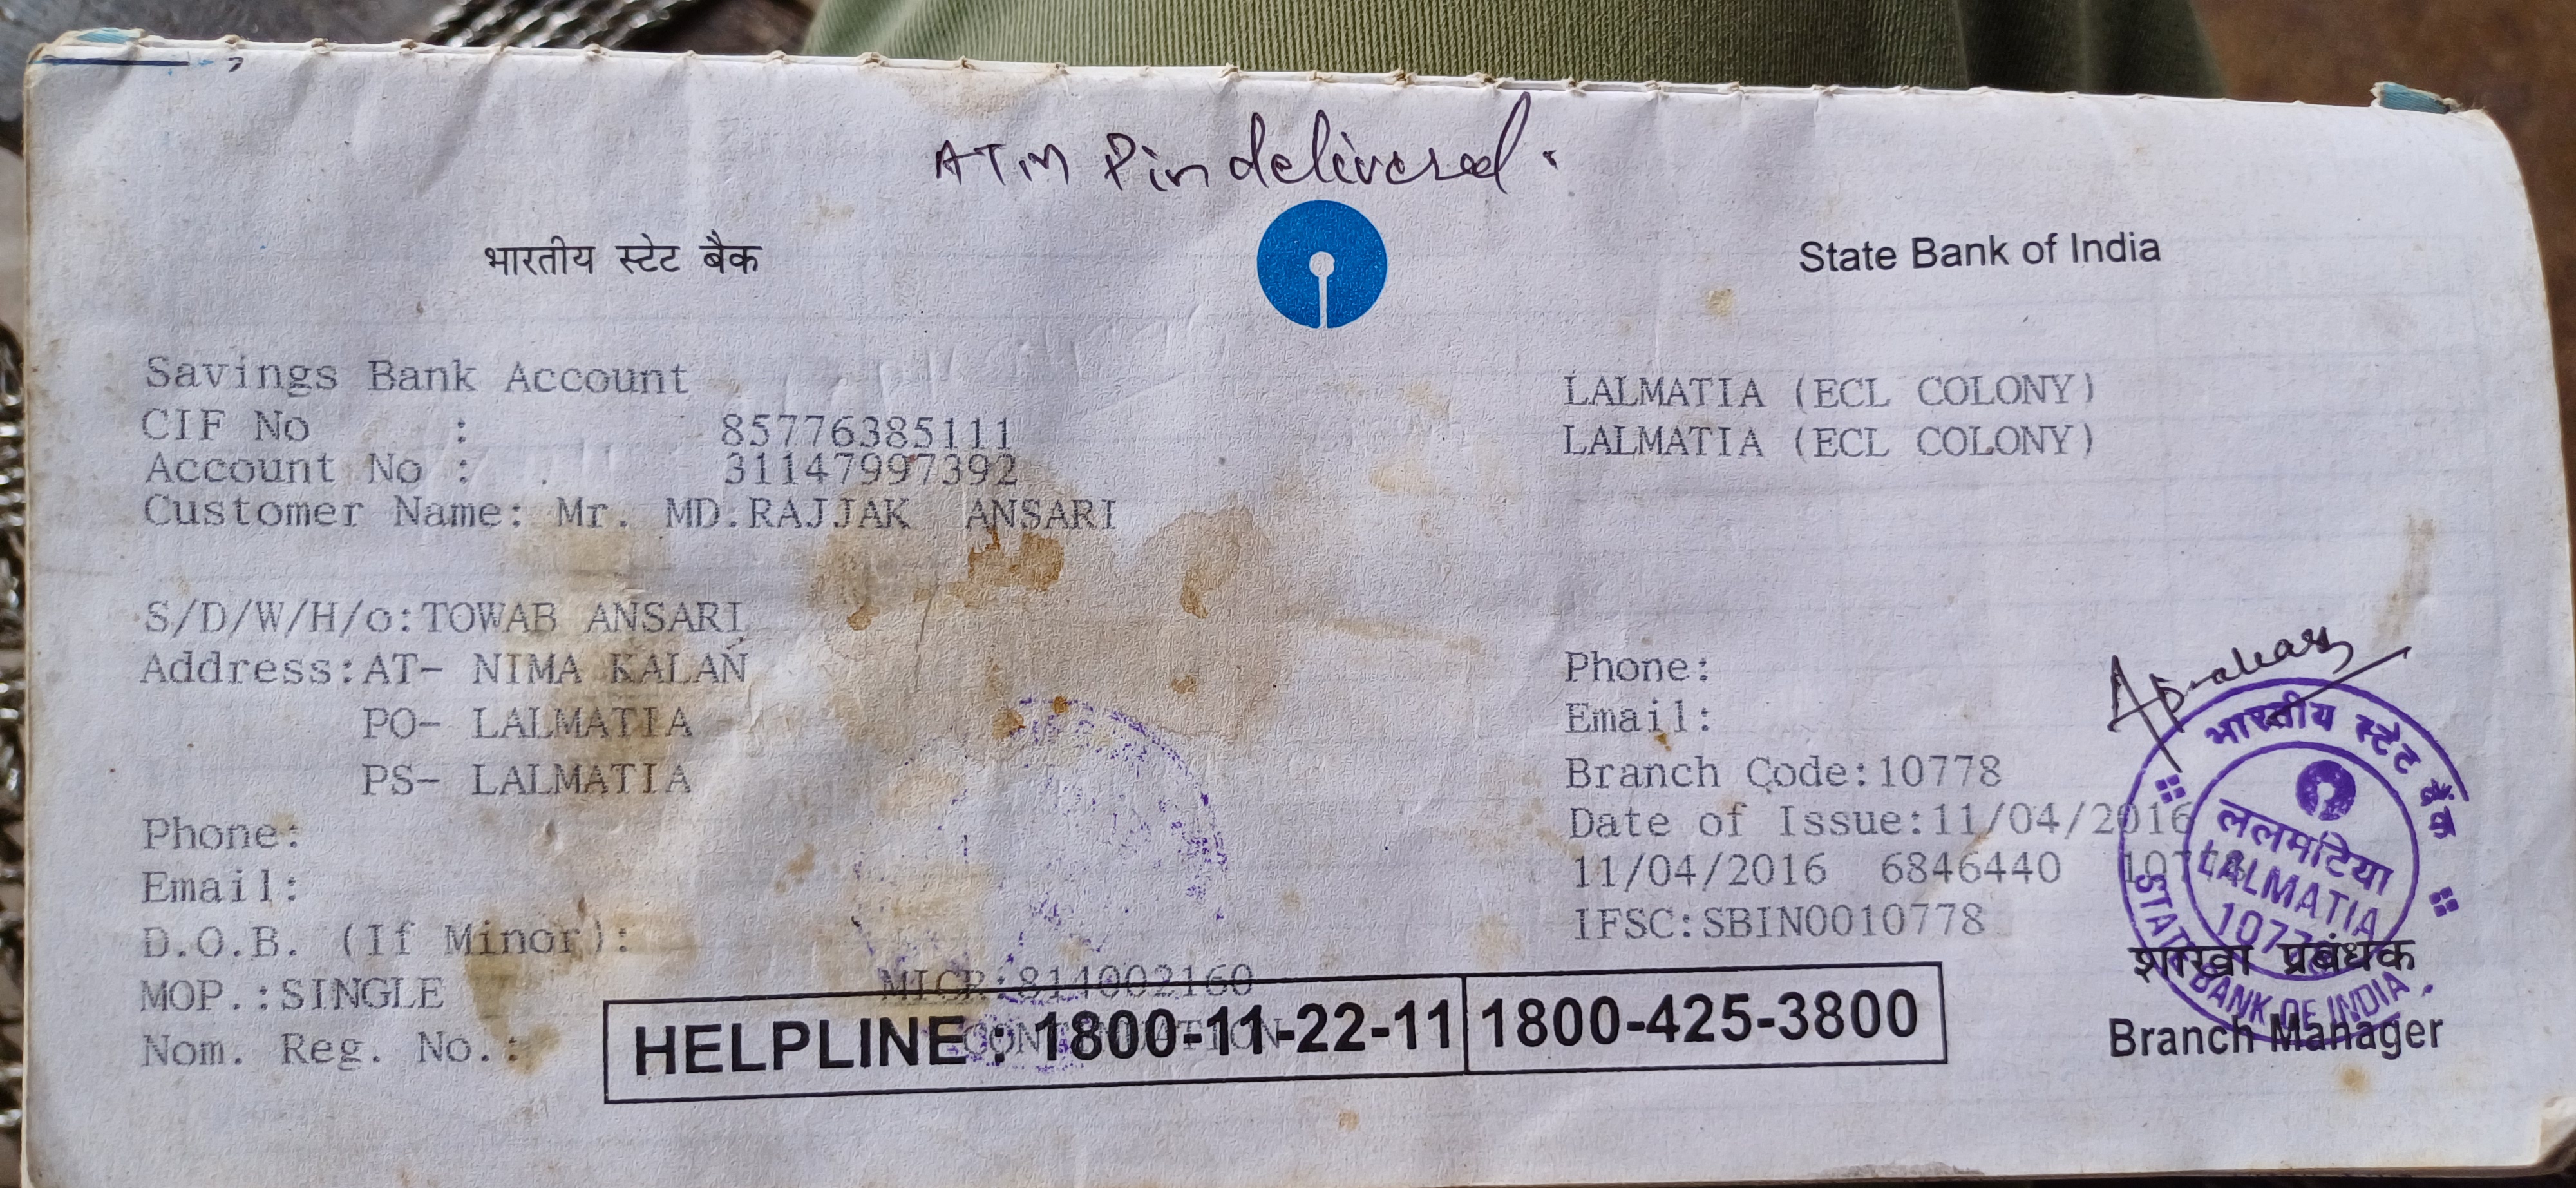 ATM Pin delivered.
भारतीय स्टेट बैंक
State Bank of India
Savings Bank Account
CIF No : 85776385111
Account No : 31147997392
Customer Name: Mr. MD.RAJJAK ANSARI
LALMATIA (ECL COLONY)
LALMATIA (ECL COLONY)
S/D/W/H/o:TOWAB ANSARI
Address:AT- NIMA KALAN
PO- LALMATIA
PS- LALMATIA
Phone:
Email:
D.O.B. (If Minor):
MOP.:SINGLE
MICR:814002160
Nom. Reg. No.:
CONTINUATION
HELPLINE : 1800-11-22-11 1800-425-3800
Phone:
Email:
Branch Code:10778
Date of Issue:11/04/2016
11/04/2016 6846440 10778
IFSC:SBIN0010778
भारतीय स्टेट बैंक
ललमटिया
LALMATIA
10778
STATE BANK OF INDIA
शाखा प्रबंधक
Branch Manager